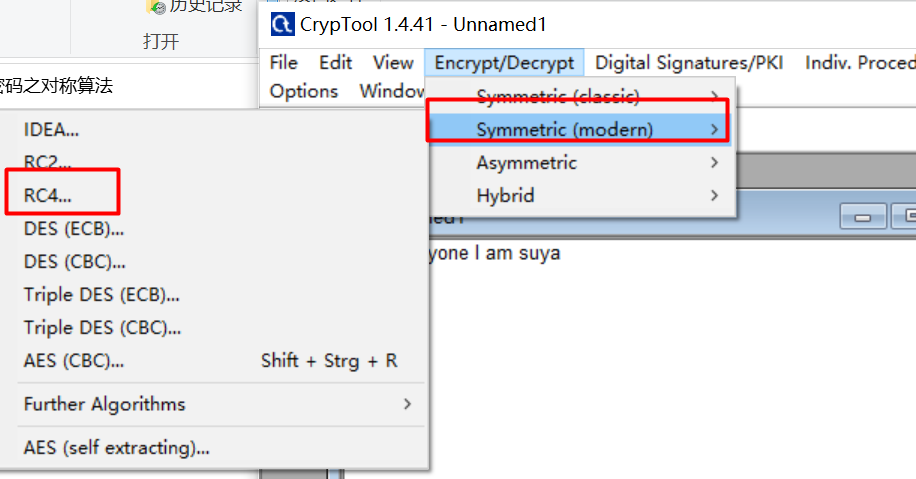 历史记录
打开
密码之对称算法
CrypTool 1.4.41 - Unnamed1
File Edit View Encrypt/Decrypt Digital Signatures/PKI Indiv. Proced
Options Window
Symmetric (classic)
Symmetric (modern)
Asymmetric
Hybrid
IDEA...
RC2...
RC4...
DES (ECB)...
DES (CBC)...
Triple DES (ECB)...
Triple DES (CBC)...
AES (CBC)... Shift + Strg + R
Further Algorithms
AES (self extracting)...
ed1
yone I am suya